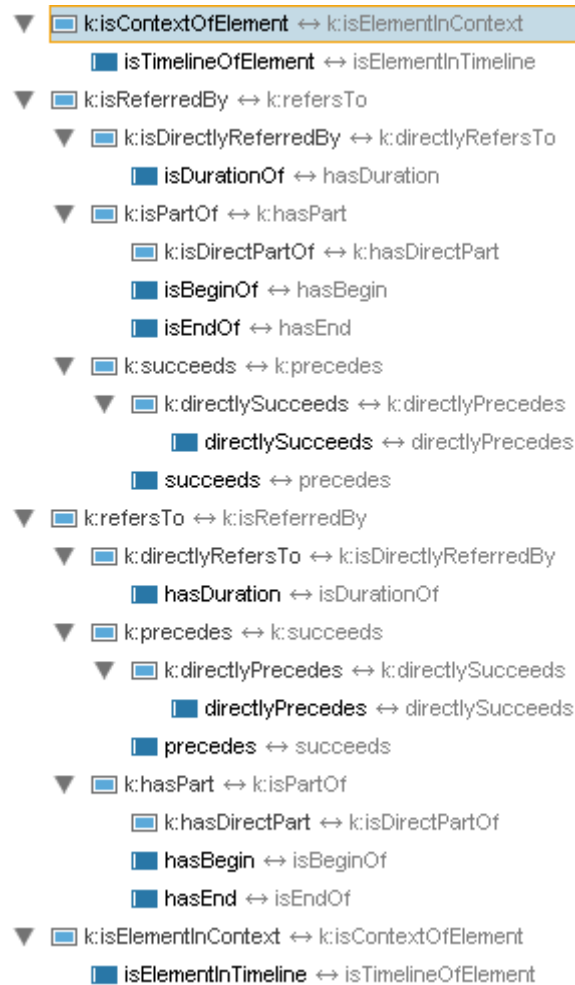 k:isContextOfElement ↔ k:isElementInContext
isTimelineOfElement ↔ isElementInTimeline
k:isReferredBy ↔ k:refersTo
k:isDirectlyReferredBy ↔ k:directlyRefersTo
isDurationOf ↔ hasDuration
k:isPartOf ↔ k:hasPart
k:isDirectPartOf ↔ k:hasDirectPart
isBeginOf ↔ hasBegin
isEndOf ↔ hasEnd
k:succeeds ↔ k:precedes
k:directlySucceeds ↔ k:directlyPrecedes
directlySucceeds ↔ directlyPrecedes
succeeds ↔ precedes
k:refersTo ↔ k:isReferredBy
k:directlyRefersTo ↔ k:isDirectlyReferredBy
hasDuration ↔ isDurationOf
k:precedes ↔ k:succeeds
k:directlyPrecedes ↔ k:directlySucceeds
directlyPrecedes ↔ directlySucceeds
precedes ↔ succeeds
k:hasPart ↔ k:isPartOf
k:hasDirectPart ↔ k:isDirectPartOf
hasBegin ↔ isBeginOf
hasEnd ↔ isEndOf
k:isElementInContext ↔ k:isContextOfElement
isElementInTimeline ↔ isTimelineOfElement